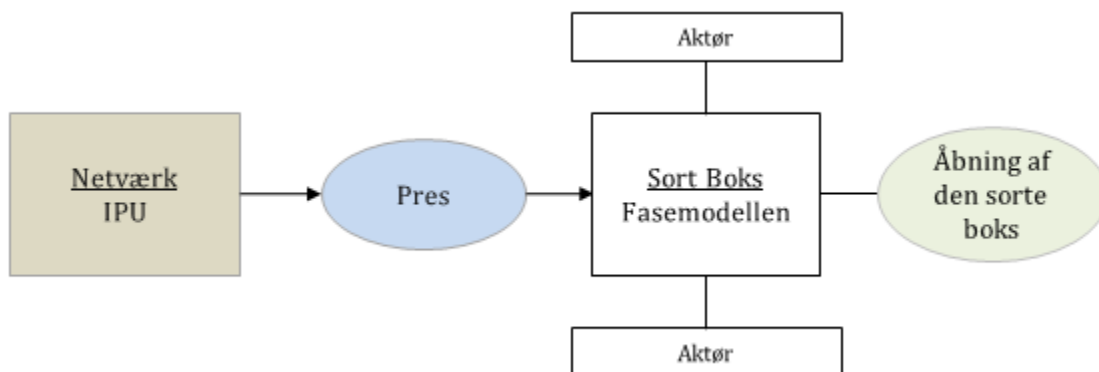 Aktør
Netværk
IPU
Pres
Sort Boks
Fasemodellen
Åbning af
den sorte
boks
Aktør